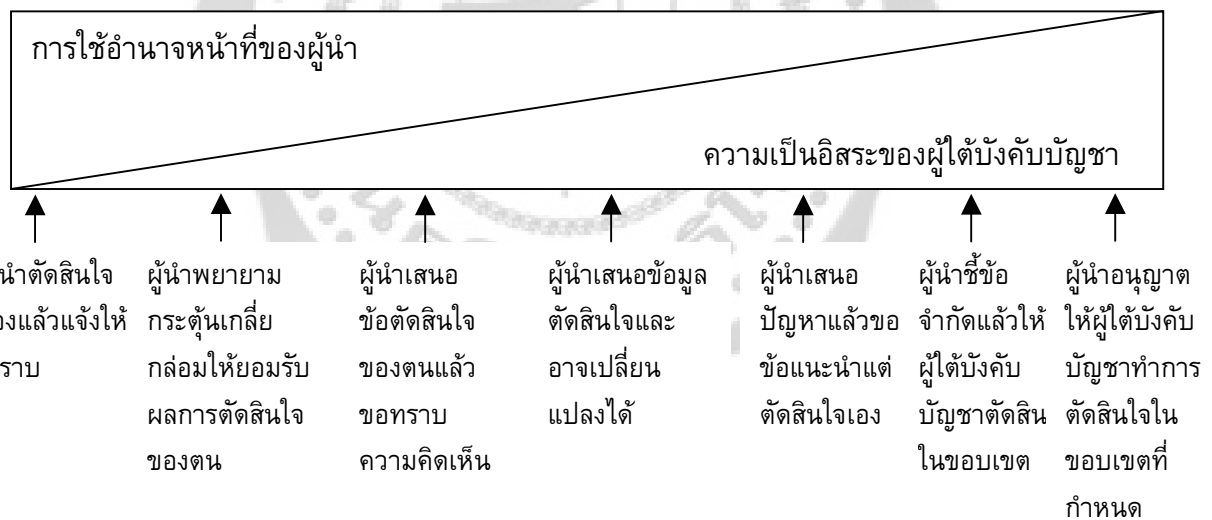 การใช้อำนาจหน้าที่ของผู้นำ
ความเป็นอิสระของผู้ใต้บังคับบัญชา
นำตัดสินใจ
องแล้วแจ้งให้
ราบ
ผู้นำพยายาม
กระตุ้นเกลี่ย
กล่อมให้ยอมรับ
ผลการตัดสินใจ
ของตน
ผู้นำเสนอ
ข้อตัดสินใจ
ของตนแล้ว
ขอทราบ
ความคิดเห็น
ผู้นำเสนอข้อมูล
ตัดสินใจและ
อาจเปลี่ยน
แปลงได้
ผู้นำเสนอ
ปัญหาแล้วขอ
ข้อแนะนำแต่
ตัดสินใจเอง
ผู้นำชี้ข้อ
จำกัดแล้วให้
ผู้ใต้บังคับ
บัญชาตัดสิน
ในขอบเขต
ผู้นำอนุญาต
ให้ผู้ใต้บังคับ
บัญชาทำการ
ตัดสินใจใน
ขอบเขตที่
กำหนด